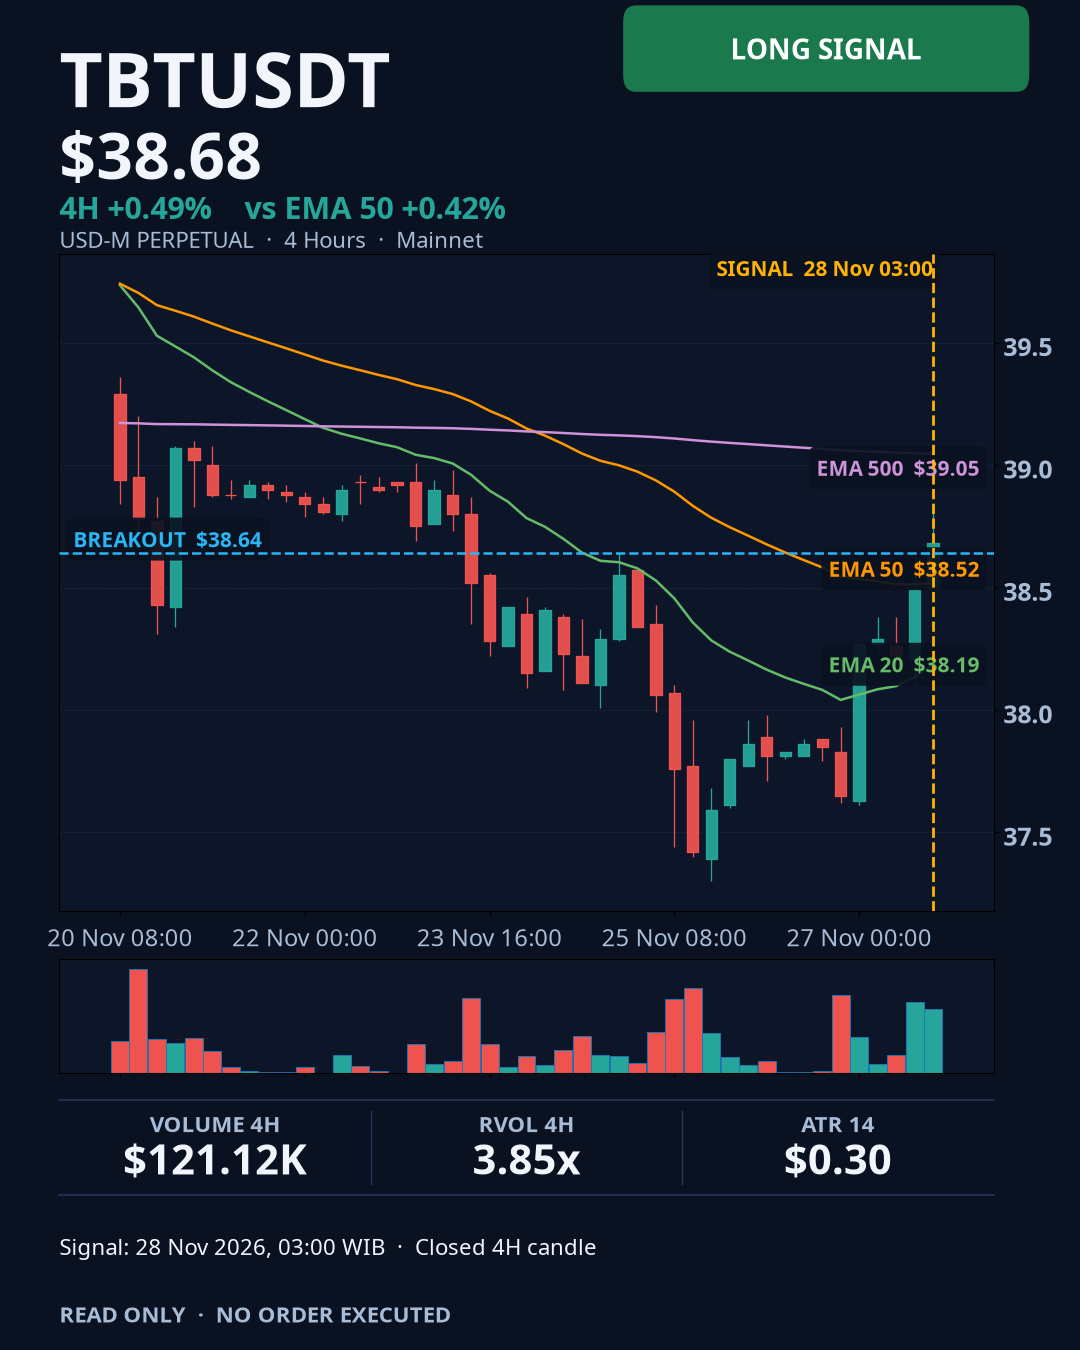 LONG SIGNAL
TBTUSDT
$38.68
4H +0.49% vs EMA 50 +0.42%
USD-M PERPETUAL · 4 Hours · Mainnet
SIGNAL 28 Nov 03:00
39.5
EMA 500 $39.05
39.0
BREAKOUT $38.64
EMA 50 $38.52
38.5
EMA 20 $38.19
38.0
37.5
20 Nov 08:00 22 Nov 00:00 23 Nov 16:00 25 Nov 08:00 27 Nov 00:00
VOLUME 4H RVOL 4H ATR 14
$121.12K 3.85x $0.30
Signal: 28 Nov 2026, 03:00 WIB · Closed 4H candle
READ ONLY · NO ORDER EXECUTED